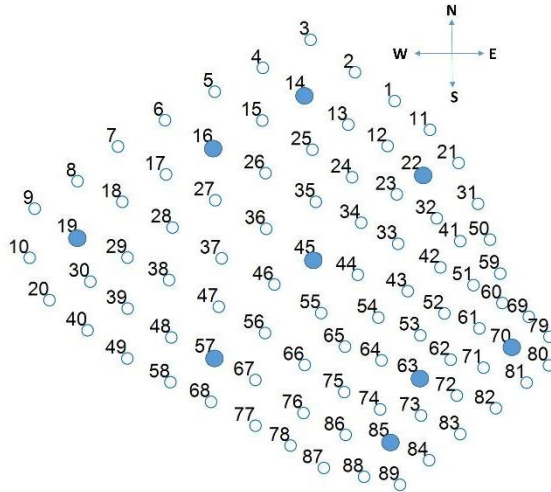 N
3
W E
4 2
14
S
5 1
15 13 11
6
16 25 12
7 21
26 24 22
17
8 23
27 35 31
18 32
9 34
28 36 41 50
19 33
29 37 45 42
10 44 59
30 38 51
46 43 60
20 39 47 69
55 54 52
40 61 79
48 56 53 70
57 65 62
49 64 71 80
66 63
58 67 72 81
75
68 74 73 82
76
77 86 85 83
78
87 88 84
89